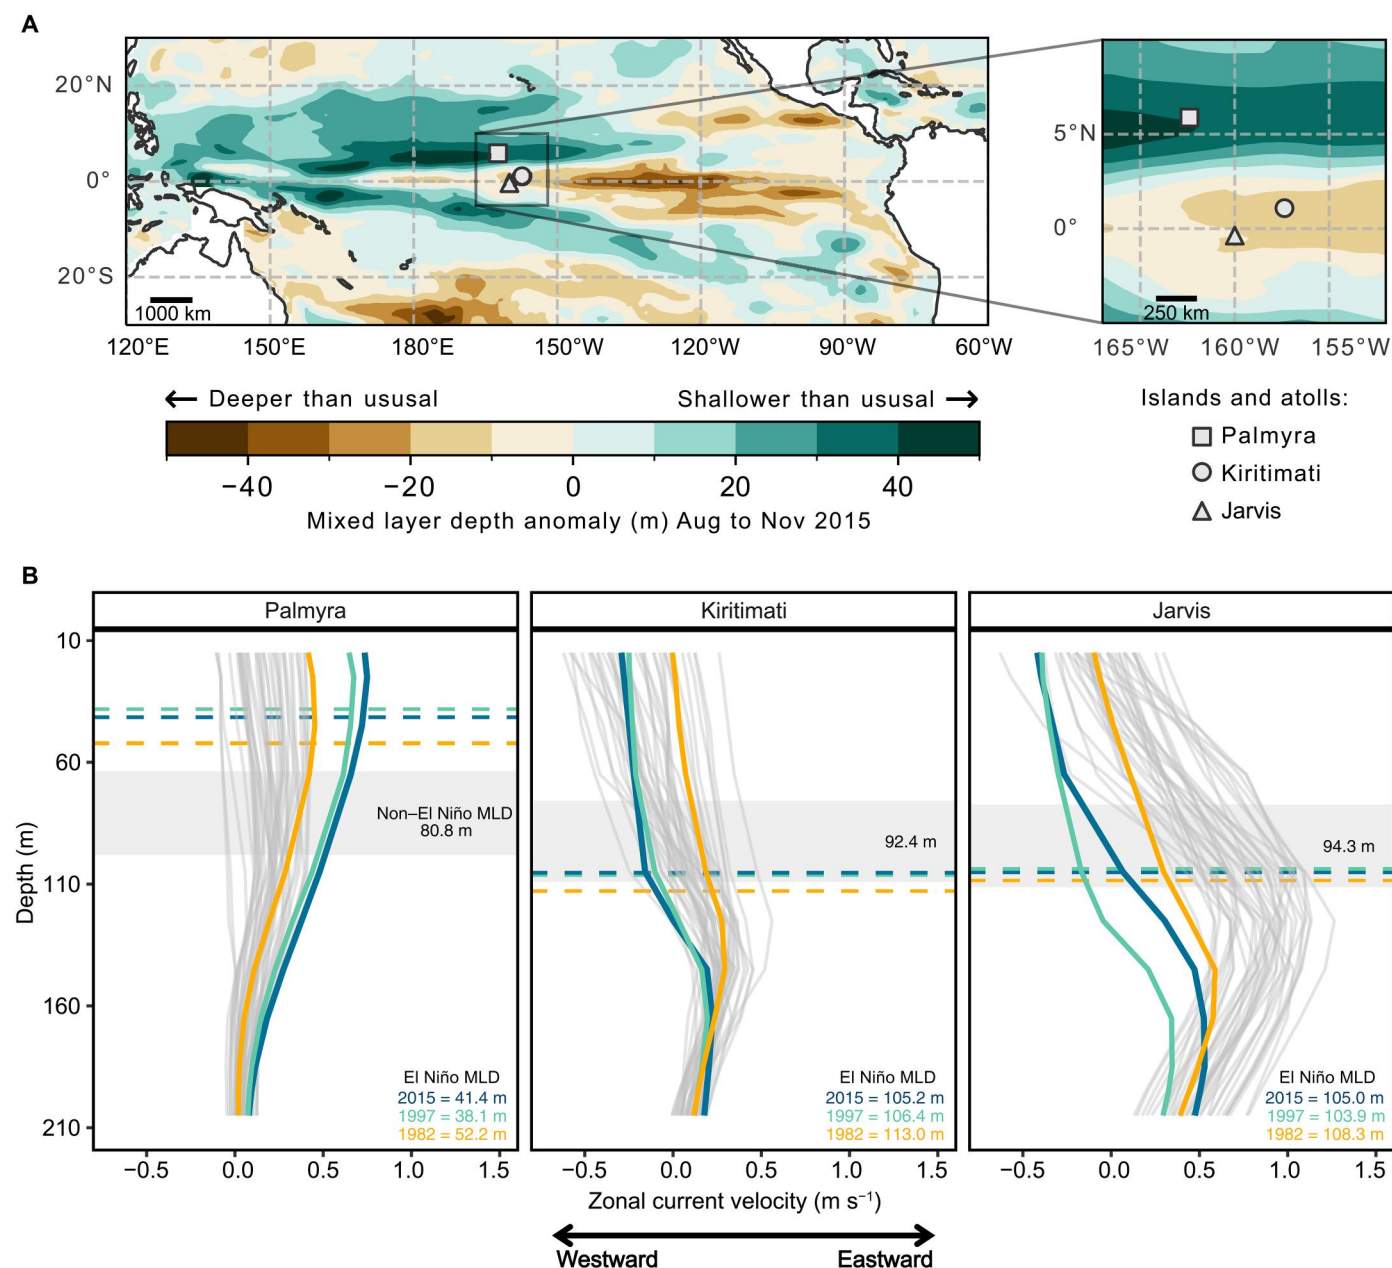 A
20°N
0°
20°S
1000 km
120°E 150°E 180°E 150°W 120°W 90°W 60°W
5°N
0°
250 km
165°W 160°W 155°W
← Deeper than ususal Shallower than ususal →
−40 −20 0 20 40
Mixed layer depth anomaly (m) Aug to Nov 2015
Islands and atolls:
Palmyra
Kiritimati
Jarvis
B
Palmyra Kiritimati Jarvis
Depth (m)
10
60
110
160
210
Non–El Niño MLD
80.8 m
El Niño MLD
2015 = 41.4 m
1997 = 38.1 m
1982 = 52.2 m
92.4 m
El Niño MLD
2015 = 105.2 m
1997 = 106.4 m
1982 = 113.0 m
94.3 m
El Niño MLD
2015 = 105.0 m
1997 = 103.9 m
1982 = 108.3 m
−0.5 0.0 0.5 1.0 1.5 −0.5 0.0 0.5 1.0 1.5 −0.5 0.0 0.5 1.0 1.5
Zonal current velocity (m s⁻¹)
Westward Eastward